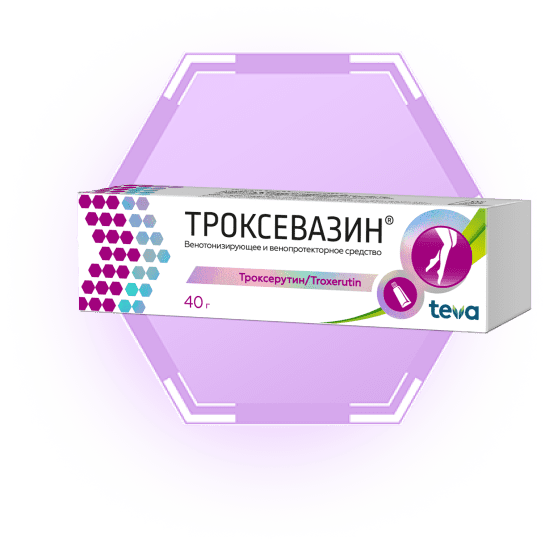 ТРОКСЕВАЗИН®
Венотонизирующее и венопротекторное средство
Троксерутин/Troxerutin
40 г
teva